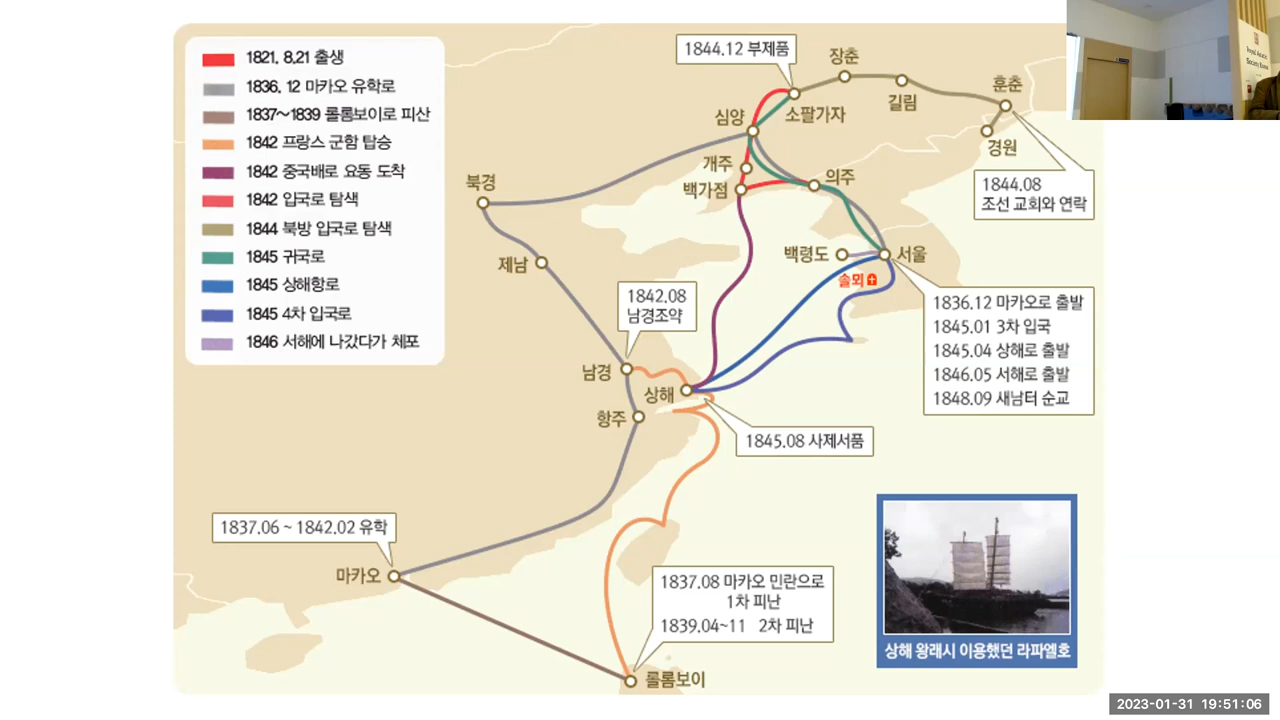 1821. 8.21 출생
1836. 12 마카오 유학로
1837～1839 롤롬보이로 피산
1842 프랑스 군함 탑승
1842 중국배로 요동 도착
1842 입국로 탐색
1844 북방 입국로 탐색
1845 귀국로
1845 상해항로
1845 4차 입국로
1846 서해에 나갔다가 체포
1844.12 부제품
장춘
길림
훈춘
경원
소팔가자
심양
개주
백가점
의주
북경
제남
1844.08
조선 교회와 연락
백령도
서울
솔뫼
1842.08
남경조약
1836.12 마카오로 출발
1845.01 3차 입국
1845.04 상해로 출발
1846.05 서해로 출발
1848.09 새남터 순교
남경
상해
항주
1845.08 사제서품
1837.06 ~ 1842.02 유학
마카오
1837.08 마카오 민란으로
1차 피난
1839.04~11 2차 피난
롤롬보이
상해 왕래시 이용했던 라파엘호
Royal Asiatic
Society Korea
2023-01-31 19:51:06